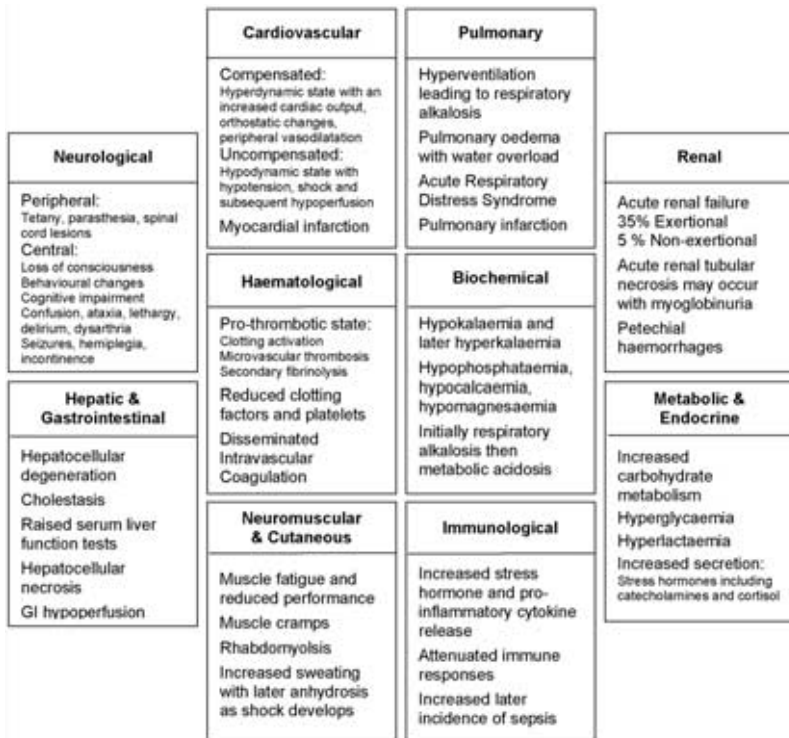 Cardiovascular
Compensated:
Hyperdynamic state with an
increased cardiac output,
orthostatic changes,
peripheral vasodilatation
Uncompensated:
Hypodynamic state with
hypotension, shock and
subsequent hypoperfusion
Myocardial infarction
Pulmonary
Hyperventilation
leading to respiratory
alkalosis
Pulmonary oedema
with water overload
Acute Respiratory
Distress Syndrome
Pulmonary infarction
Neurological
Peripheral:
Tetany, parasthesia, spinal
cord lesions
Central:
Loss of consciousness
Behavioural changes
Cognitive impairment
Confusion, ataxia, lethargy,
delirium, dysarthria
Seizures, hemiplegia,
incontinence
Haematological
Pro-thrombotic state:
Clotting activation
Microvascular thrombosis
Secondary fibrinolysis
Reduced clotting
factors and platelets
Disseminated
Intravascular
Coagulation
Biochemical
Hypokalaemia and
later hyperkalaemia
Hypophosphataemia,
hypocalcaemia,
hypomagnesaemia
Initially respiratory
alkalosis then
metabolic acidosis
Renal
Acute renal failure
35% Exertional
5 % Non-exertional
Acute renal tubular
necrosis may occur
with myoglobinuria
Petechial
haemorrhages
Hepatic &
Gastrointestinal
Hepatocellular
degeneration
Cholestasis
Raised serum liver
function tests
Hepatocellular
necrosis
GI hypoperfusion
Neuromuscular
& Cutaneous
Muscle fatigue and
reduced performance
Muscle cramps
Rhabdomyolsis
Increased sweating
with later anhydrosis
as shock develops
Immunological
Increased stress
hormone and pro-
inflammatory cytokine
release
Attenuated immune
responses
Increased later
incidence of sepsis
Metabolic &
Endocrine
Increased
carbohydrate
metabolism
Hyperglycaemia
Hyperlactaemia
Increased secretion:
Stress hormones including
catecholamines and cortisol